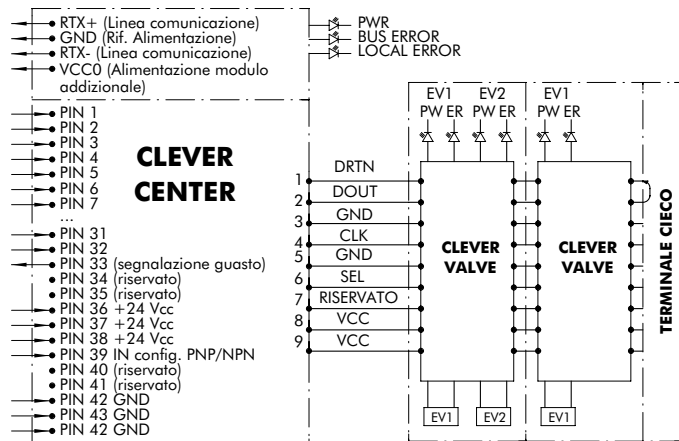 RTX+ (Linea comunicazione)
GND (Rif. Alimentazione)
RTX- (Linea comunicazione)
VCC0 (Alimentazione modulo
addizionale)
PWR
BUS ERROR
LOCAL ERROR
PIN 1
PIN 2
PIN 3
PIN 4
PIN 5
PIN 6
PIN 7
...
PIN 31
PIN 32
PIN 33 (segnalazione guasto)
PIN 34 (riservato)
PIN 35 (riservato)
PIN 36 +24 Vcc
PIN 37 +24 Vcc
PIN 38 +24 Vcc
PIN 39 IN config. PNP/NPN
PIN 40 (riservato)
PIN 41 (riservato)
PIN 42 GND
PIN 43 GND
PIN 42 GND
CLEVER
CENTER
1 DRTN
2 DOUT
3 GND
4 CLK
5 GND
6 SEL
7 RISERVATO
8 VCC
9 VCC
EV1 EV2
PW ER PW ER
CLEVER
VALVE
EV1 EV2
EV1
PW ER
CLEVER
VALVE
EV1
TERMINALE CIECO